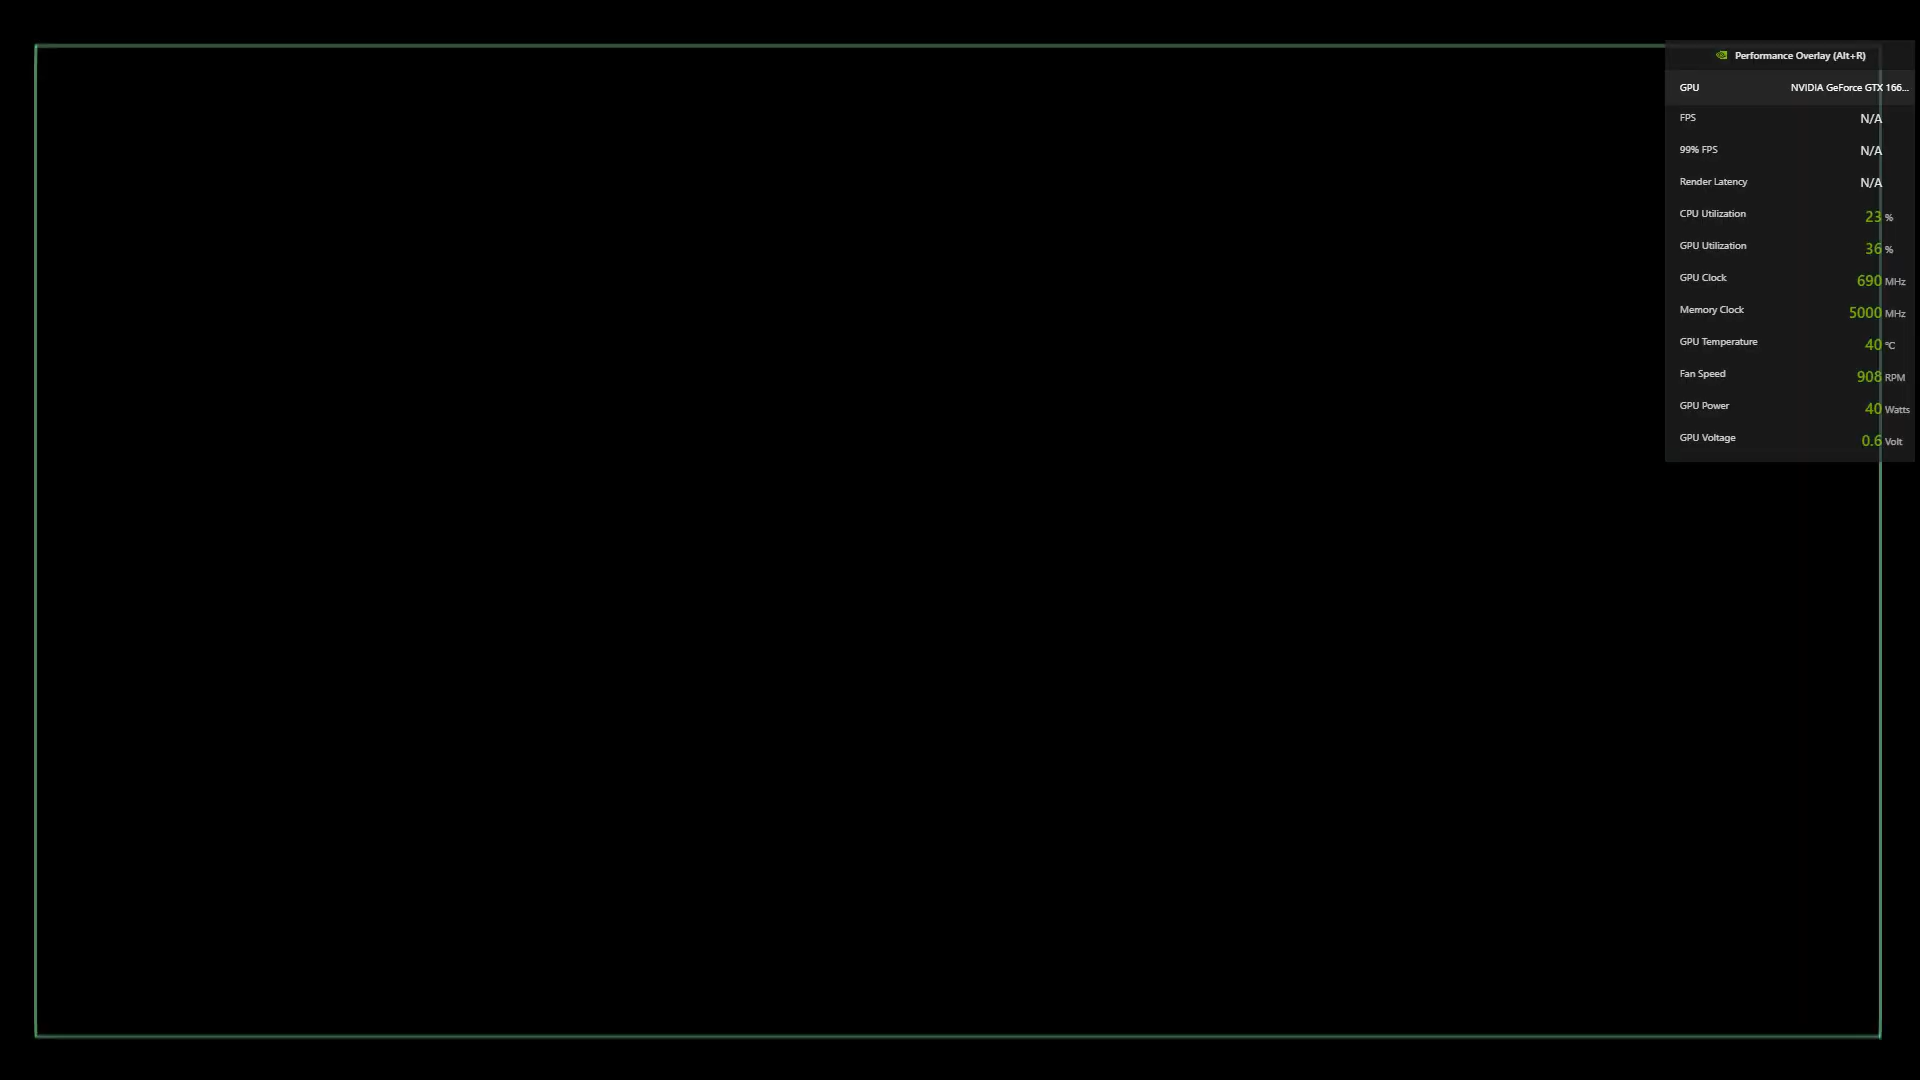 Performance Overlay (Alt+R)
GPU NVIDIA GeForce GTX 166...
FPS N/A
99% FPS N/A
Render Latency N/A
CPU Utilization 23 %
GPU Utilization 36 %
GPU Clock 690 MHz
Memory Clock 5000 MHz
GPU Temperature 40 °C
Fan Speed 908 RPM
GPU Power 40 Watts
GPU Voltage 0.6 Volt